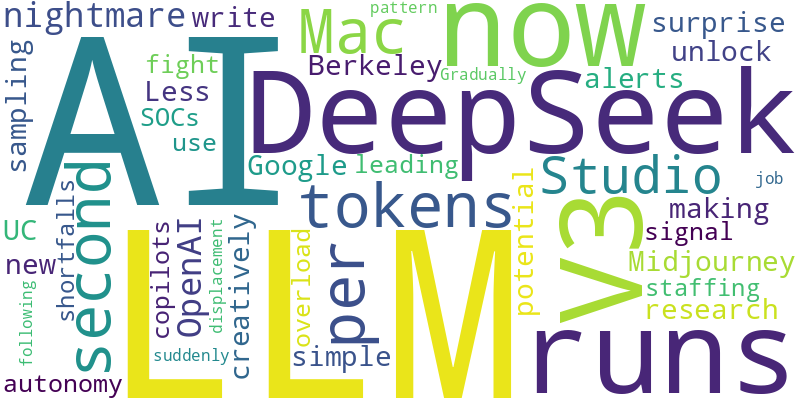 nightmare
write
pattern
now
Mac
surprise
AI
fight
Berkeley
Gradually
unlock
sampling
Less
DeepSeek
alerts
SOCs
use
Google
leading
Studio
job
second
shortfalls
tokens
potential
v3
making
UC
signal
new
copilots
OpenAI
displacement
creatively
LLM
overload
per
Midjourney
following
staffing
research
suddenly
simple
runs
autonomy